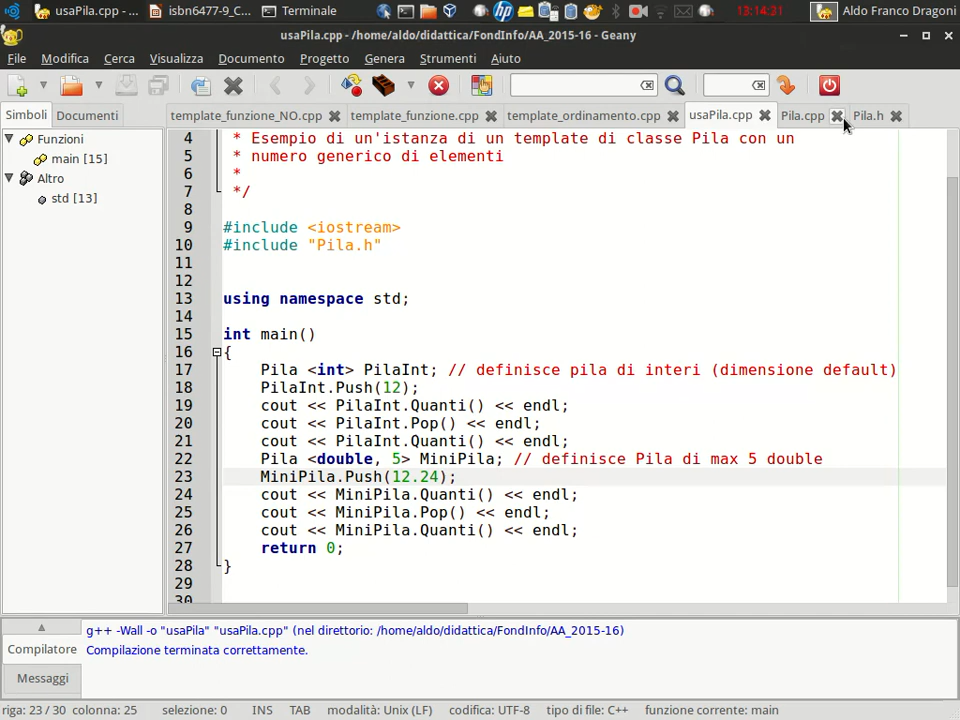 usaPila.cpp - ...
isbn6477-9_C...
Terminale
13:14:31
Aldo Franco Dragoni
usaPila.cpp - /home/aldo/didattica/FondInfo/AA_2015-16 - Geany
File Modifica Cerca Visualizza Documento Progetto Genera Strumenti Aiuto
Simboli Documenti
template_funzione_NO.cpp template_funzione.cpp template_ordinamento.cpp usaPila.cpp Pila.cpp Pila.h
Funzioni
main [15]
Altro
std [13]
4 * Esempio di un'istanza di un template di classe Pila con un
5 * numero generico di elementi
6 *
7 */
8
9 #include <iostream>
10 #include "Pila.h"
11
12
13 using namespace std;
14
15 int main()
16 {
17 Pila <int> PilaInt; // definisce pila di interi (dimensione default)
18 PilaInt.Push(12);
19 cout << PilaInt.Quanti() << endl;
20 cout << PilaInt.Pop() << endl;
21 cout << PilaInt.Quanti() << endl;
22 Pila <double, 5> MiniPila; // definisce Pila di max 5 double
23 MiniPila.Push(12.24);
24 cout << MiniPila.Quanti() << endl;
25 cout << MiniPila.Pop() << endl;
26 cout << MiniPila.Quanti() << endl;
27 return 0;
28 }
29
30
Compilatore
Messaggi
g++ -Wall -o "usaPila" "usaPila.cpp" (nel direttorio: /home/aldo/didattica/FondInfo/AA_2015-16)
Compilazione terminata correttamente.
riga: 23 / 30 colonna: 25 selezione: 0 INS TAB modalità: Unix (LF) codifica: UTF-8 tipo di file: C++ funzione corrente: main